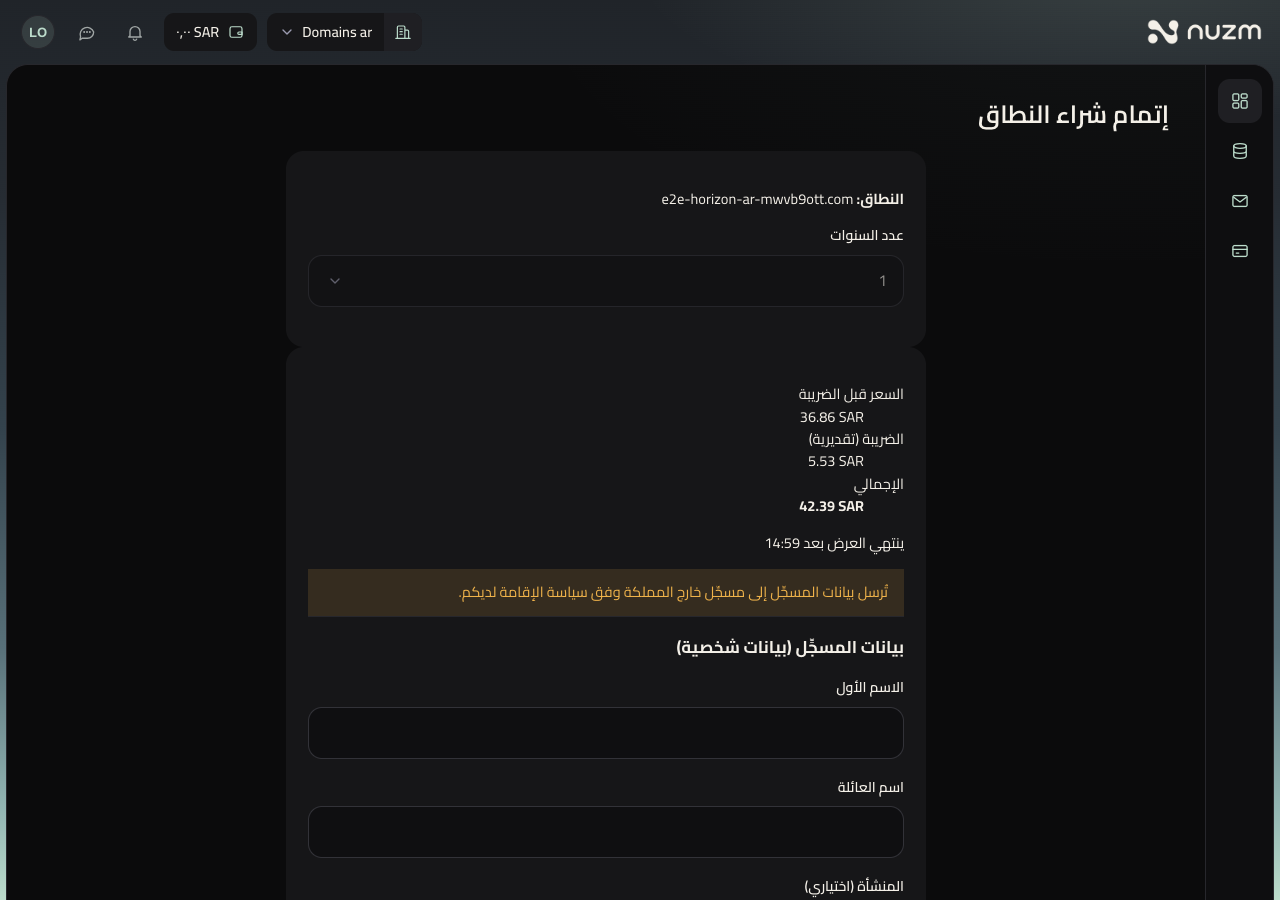 nuzm
Domains ar
٠٫٠٠ SAR
LO
إتمام شراء النطاق
النطاق: e2e-horizon-ar-mwvb9ott.com
عدد السنوات
1
السعر قبل الضريبة
36.86 SAR
الضريبة (تقديرية)
5.53 SAR
الإجمالي
42.39 SAR
ينتهي العرض بعد 14:59
تُرسل بيانات المسجّل إلى مسجّل خارج المملكة وفق سياسة الإقامة لديكم.
بيانات المسجّل (بيانات شخصية)
الاسم الأول
اسم العائلة
المنشأة (اختياري)